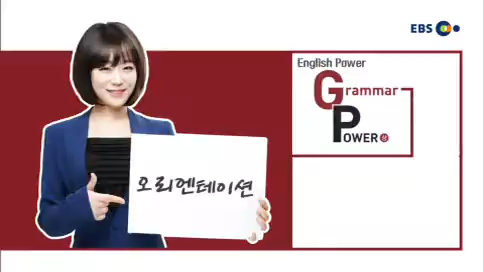 EBS
English Power
Grammar
POWER
오리엔테이션